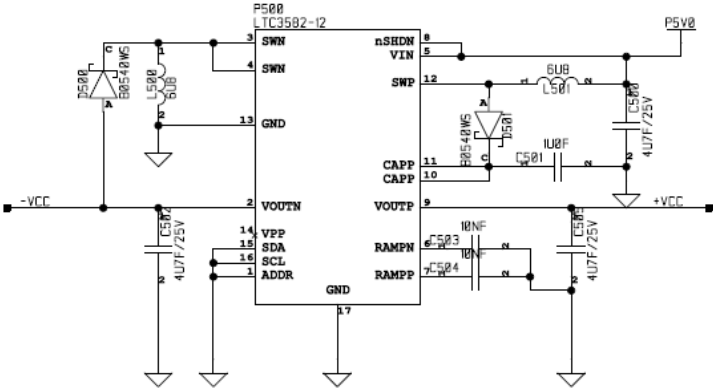 P500
LTC3582-12
P5V0
3 SWN
nSHDN 8
VIN 5
4 SWN
SWP 12
C
D500
B0540WS
A
1
L500
6U8
2
1 6U8 2
L501
1
C500
4U7F/25V
2
A
B0540WS
D501
C
13 GND
1U0F
C501
1 2
CAPP 11
CAPP 10
-VCC
2 VOUTN
VOUTP 9
+VCC
14 VPP
15 SDA
16 SCL
1 ADDR
10NF
RAMPN 6
C503
1 2
10NF
RAMPP 7
C504
1 2
4U7F/25V
2
4U7F/25V
2
GND
17